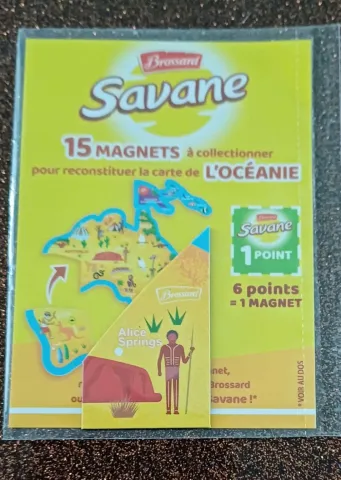 Brossard
Savane
15 MAGNETS à collectionner
pour reconstituer la carte de L'OCÉANIE
Brossard
Savane
1 POINT
6 points
= 1 MAGNET
Brossard
Alice
Springs
net,
Brossard
ou
Savane !*
*VOIR AU DOS